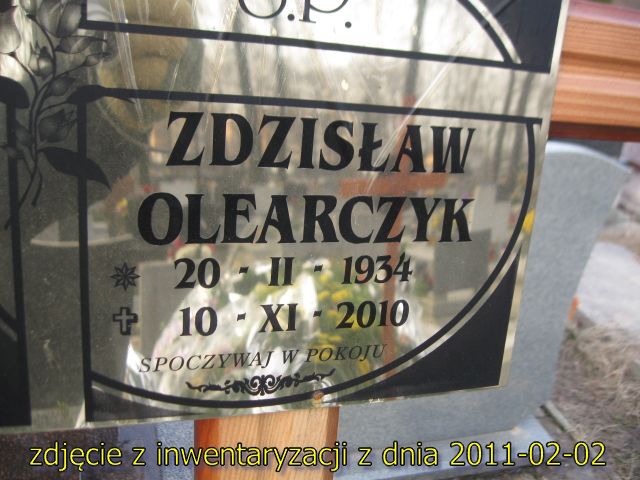 Ś.P.
ZDZISŁAW
OLEARCZYK
20 - II - 1934
10 - XI - 2010
SPOCZYWAJ W POKOJU
zdjęcie z inwentaryzacji z dnia 2011-02-02